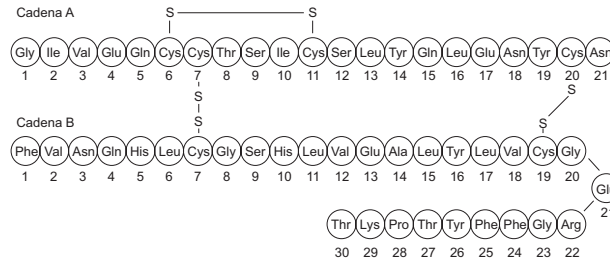 Cadena A
S S
Gly Ile Val Glu Gln Cys Cys Thr Ser Ile Cys Ser Leu Tyr Gln Leu Glu Asn Tyr Cys Asn
1 2 3 4 5 6 7 8 9 10 11 12 13 14 15 16 17 18 19 20 21
S S
S S
Cadena B
Phe Val Asn Gln His Leu Cys Gly Ser His Leu Val Glu Ala Leu Tyr Leu Val Cys Gly
1 2 3 4 5 6 7 8 9 10 11 12 13 14 15 16 17 18 19 20
21
Thr Lys Pro Thr Tyr Phe Phe Gly Arg
30 29 28 27 26 25 24 23 22